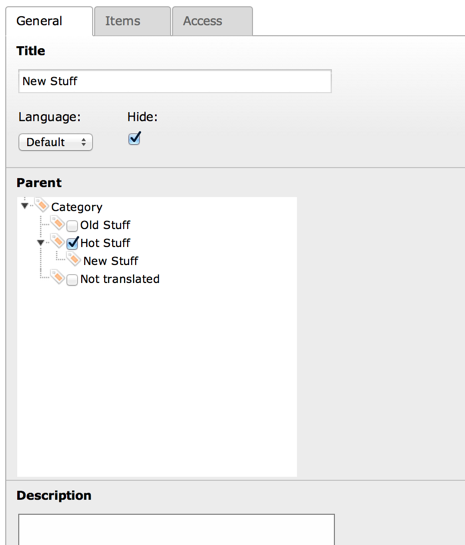 General Items Access
Title
New Stuff
Language: Hide:
Default
Parent
Category
Old Stuff
Hot Stuff
New Stuff
Not translated
Description